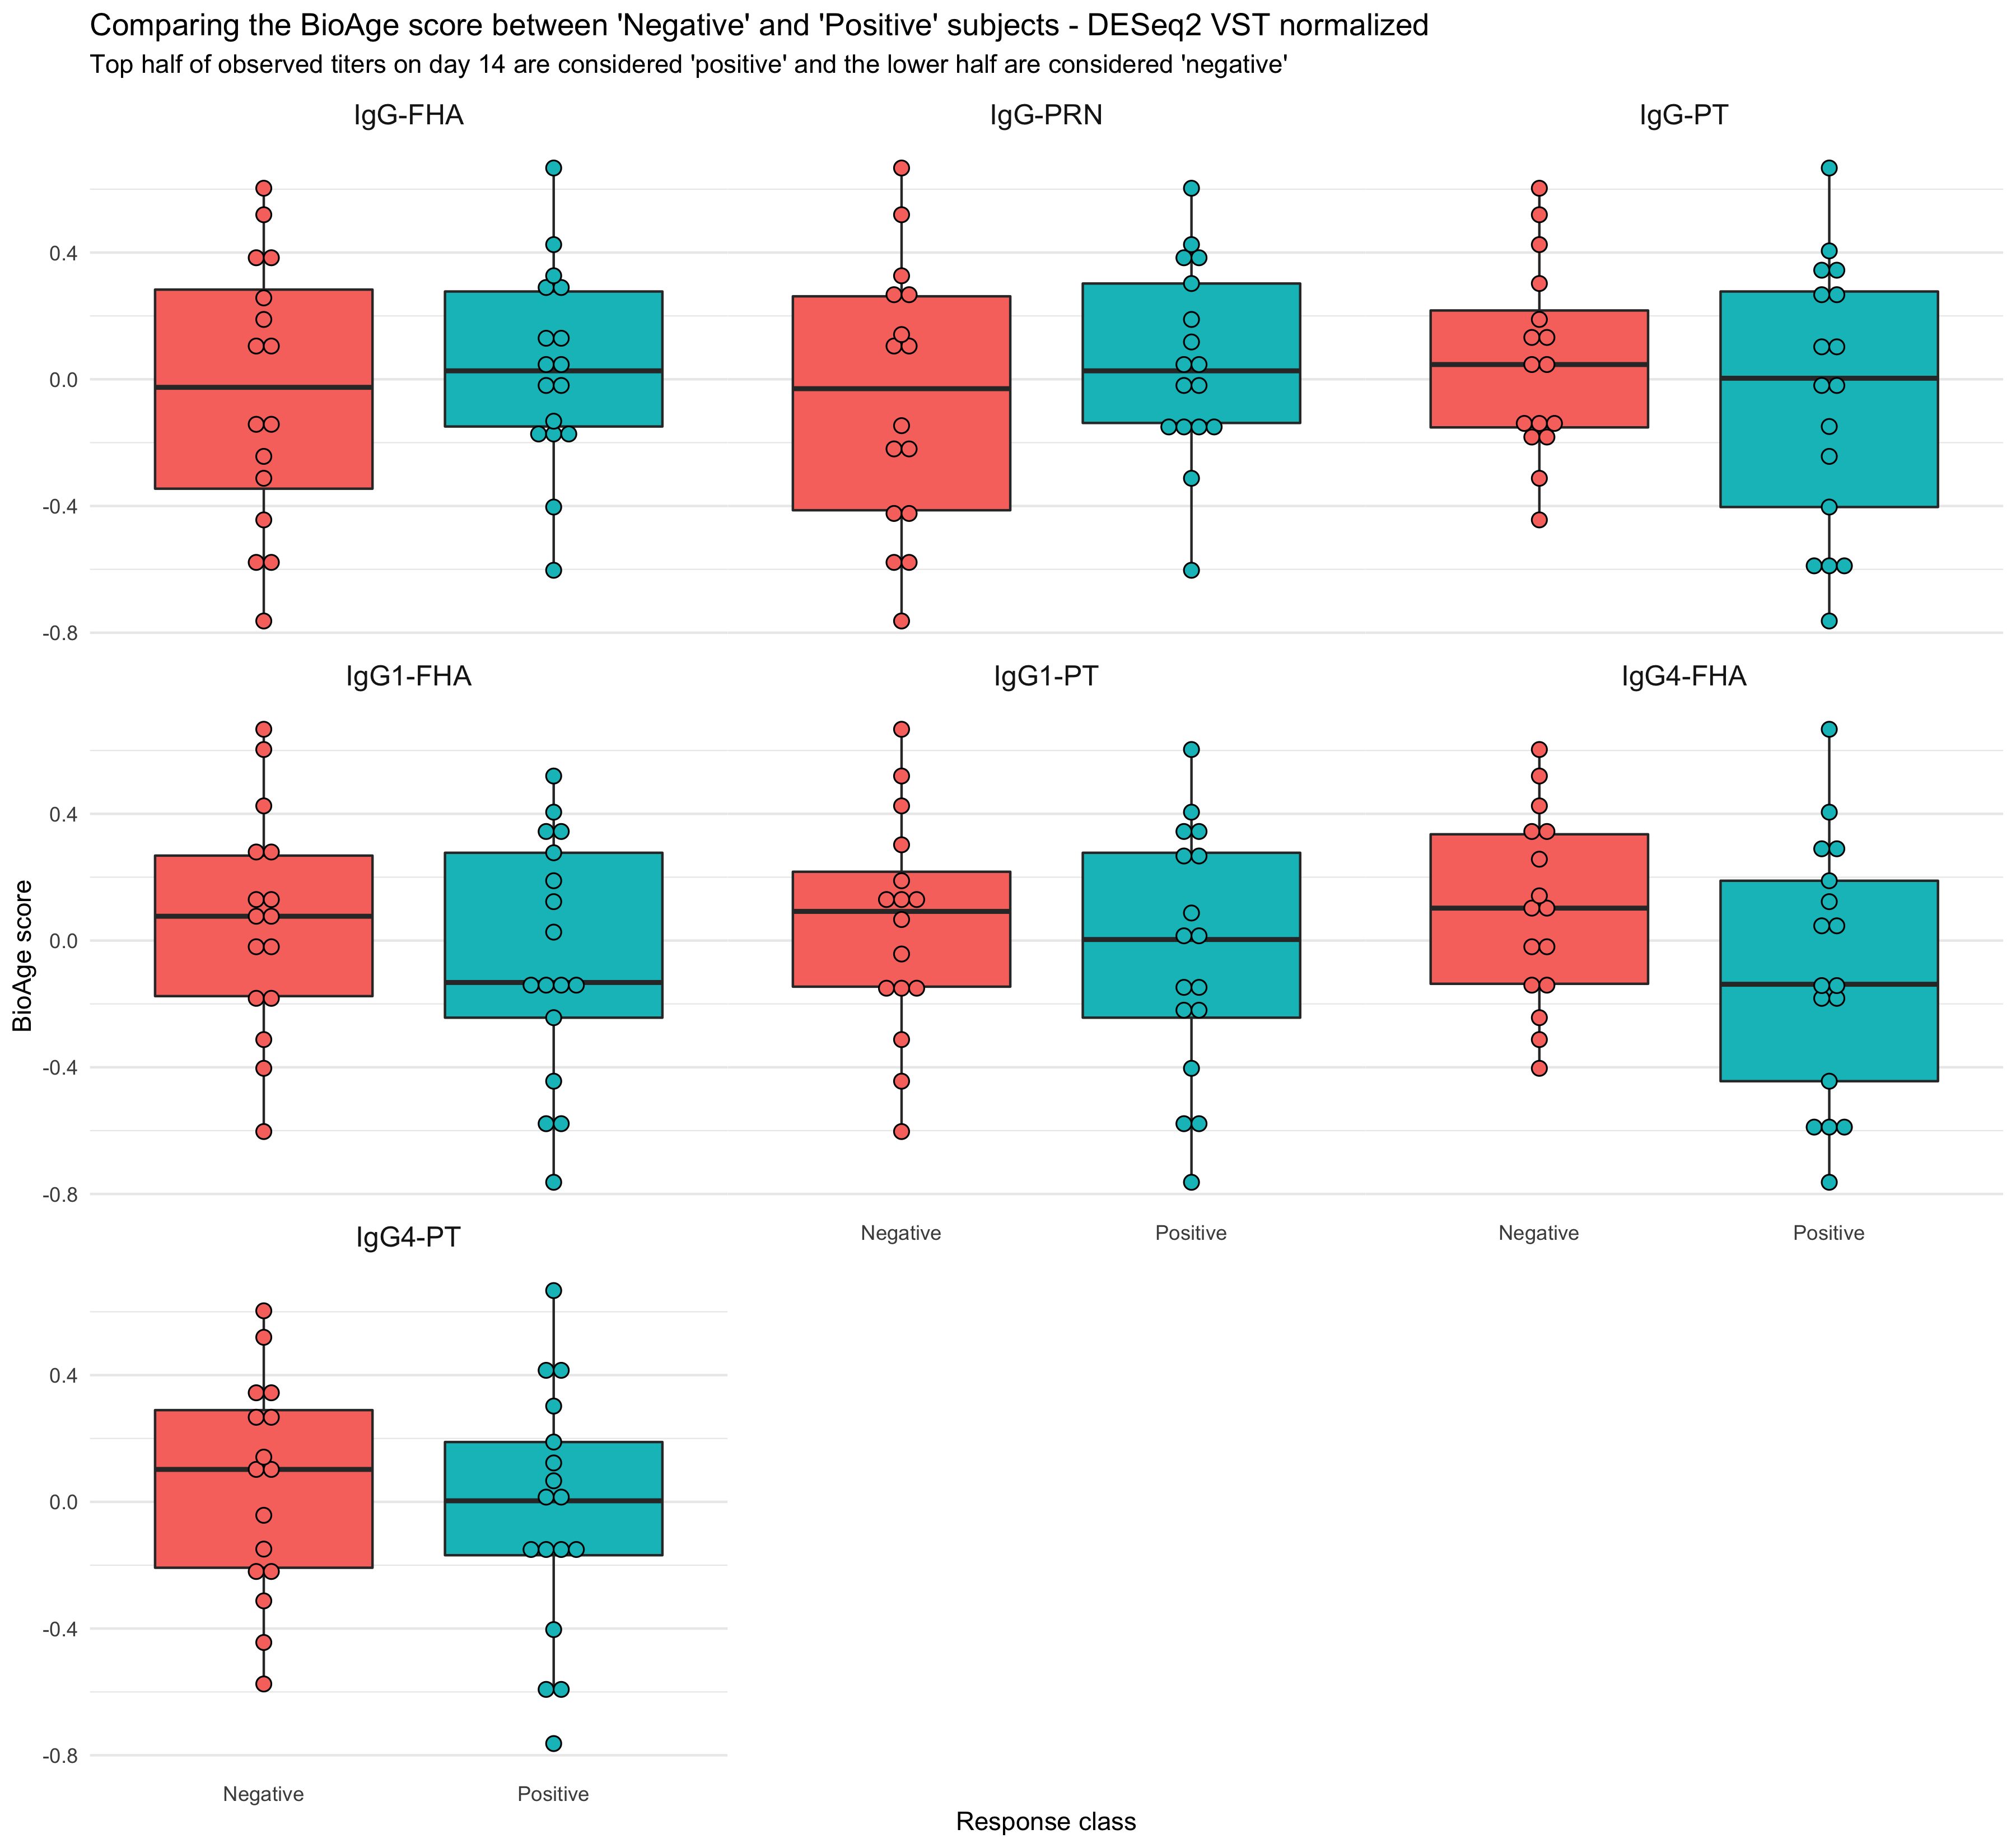 Comparing the BioAge score between 'Negative' and 'Positive' subjects - DESeq2 VST normalized
Top half of observed titers on day 14 are considered 'positive' and the lower half are considered 'negative'
IgG-FHA
IgG-PRN
IgG-PT
0.4
0.0
-0.4
-0.8
IgG1-FHA
IgG1-PT
IgG4-FHA
0.4
0.0
-0.4
-0.8
BioAge score
Negative
Positive
Negative
Positive
IgG4-PT
0.4
0.0
-0.4
-0.8
Negative
Positive
Response class